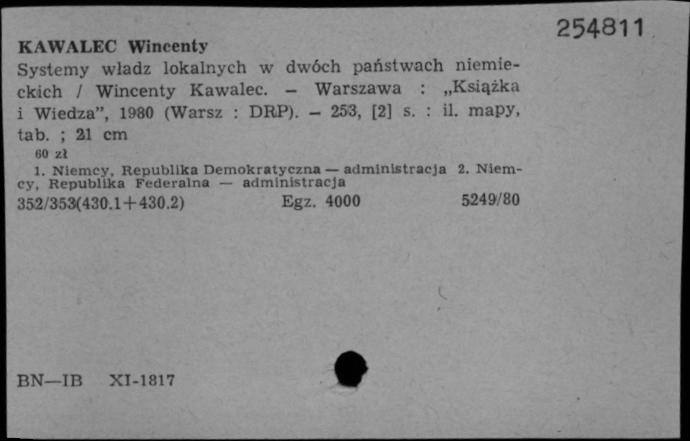 254811
KAWALEC Wincenty
Systemy władz lokalnych w dwóch państwach niemie-
ckich / Wincenty Kawalec. — Warszawa : „Książka
i Wiedza”, 1980 (Warsz : DRP). — 253, [2] s. : il. mapy,
tab. ; 21 cm
60 zł
1. Niemcy, Republika Demokratyczna — administracja 2. Niem-
cy, Republika Federalna — administracja
352/353(430.1+430.2) Egz. 4000 5249/80
BN—IB XI-1817